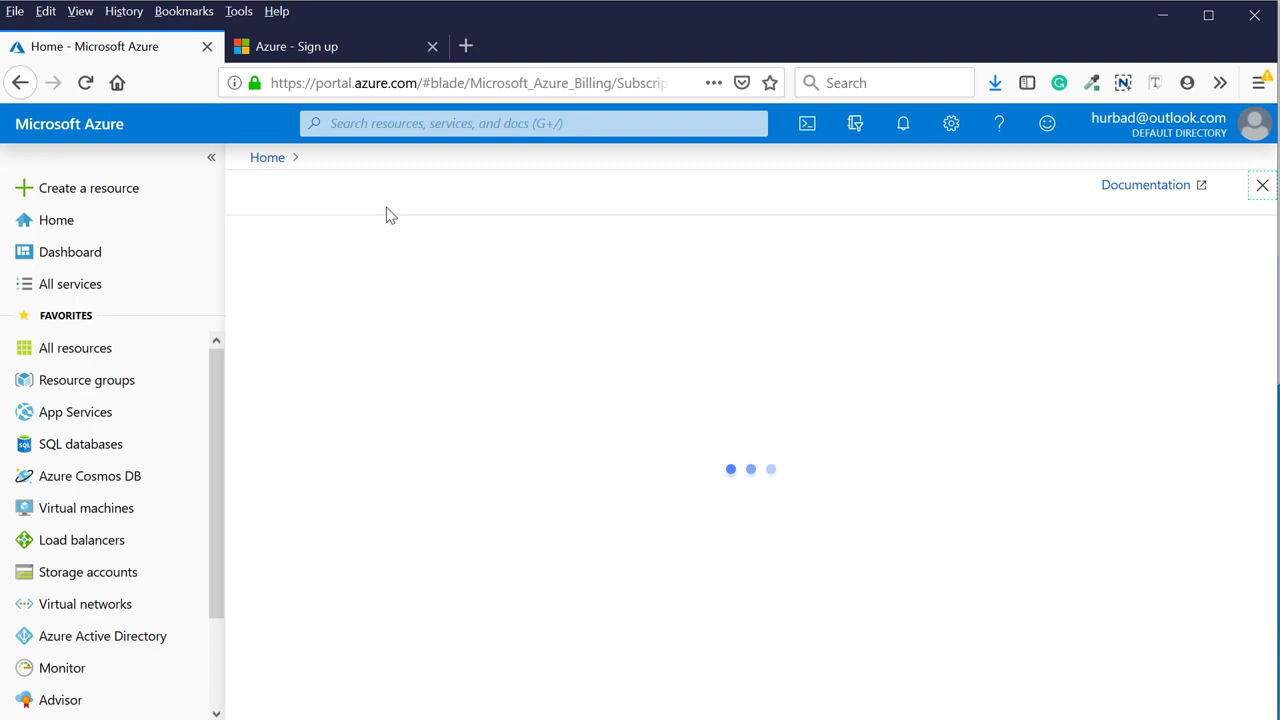 File Edit View History Bookmarks Tools Help
Home - Microsoft Azure
Azure - Sign up
https://portal.azure.com/#blade/Microsoft_Azure_Billing/Subscrip
Search
Microsoft Azure
Search resources, services, and docs (G+/)
hurbad@outlook.com
DEFAULT DIRECTORY
Home
Documentation
Create a resource
Home
Dashboard
All services
FAVORITES
All resources
Resource groups
App Services
SQL databases
Azure Cosmos DB
Virtual machines
Load balancers
Storage accounts
Virtual networks
Azure Active Directory
Monitor
Advisor